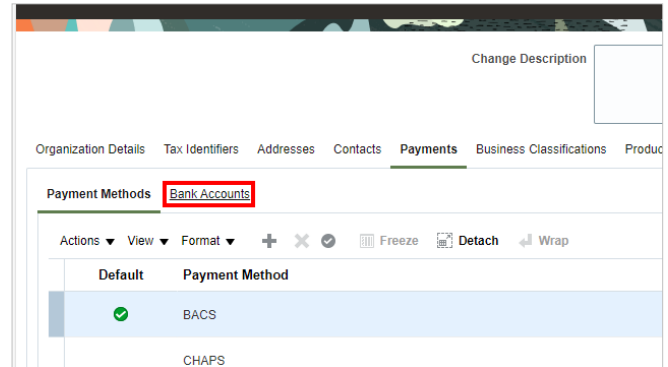 Change Description
Organization Details Tax Identifiers Addresses Contacts Payments Business Classifications Produc
Payment Methods Bank Accounts
Actions View Format Freeze Detach Wrap
Default Payment Method
BACS
CHAPS